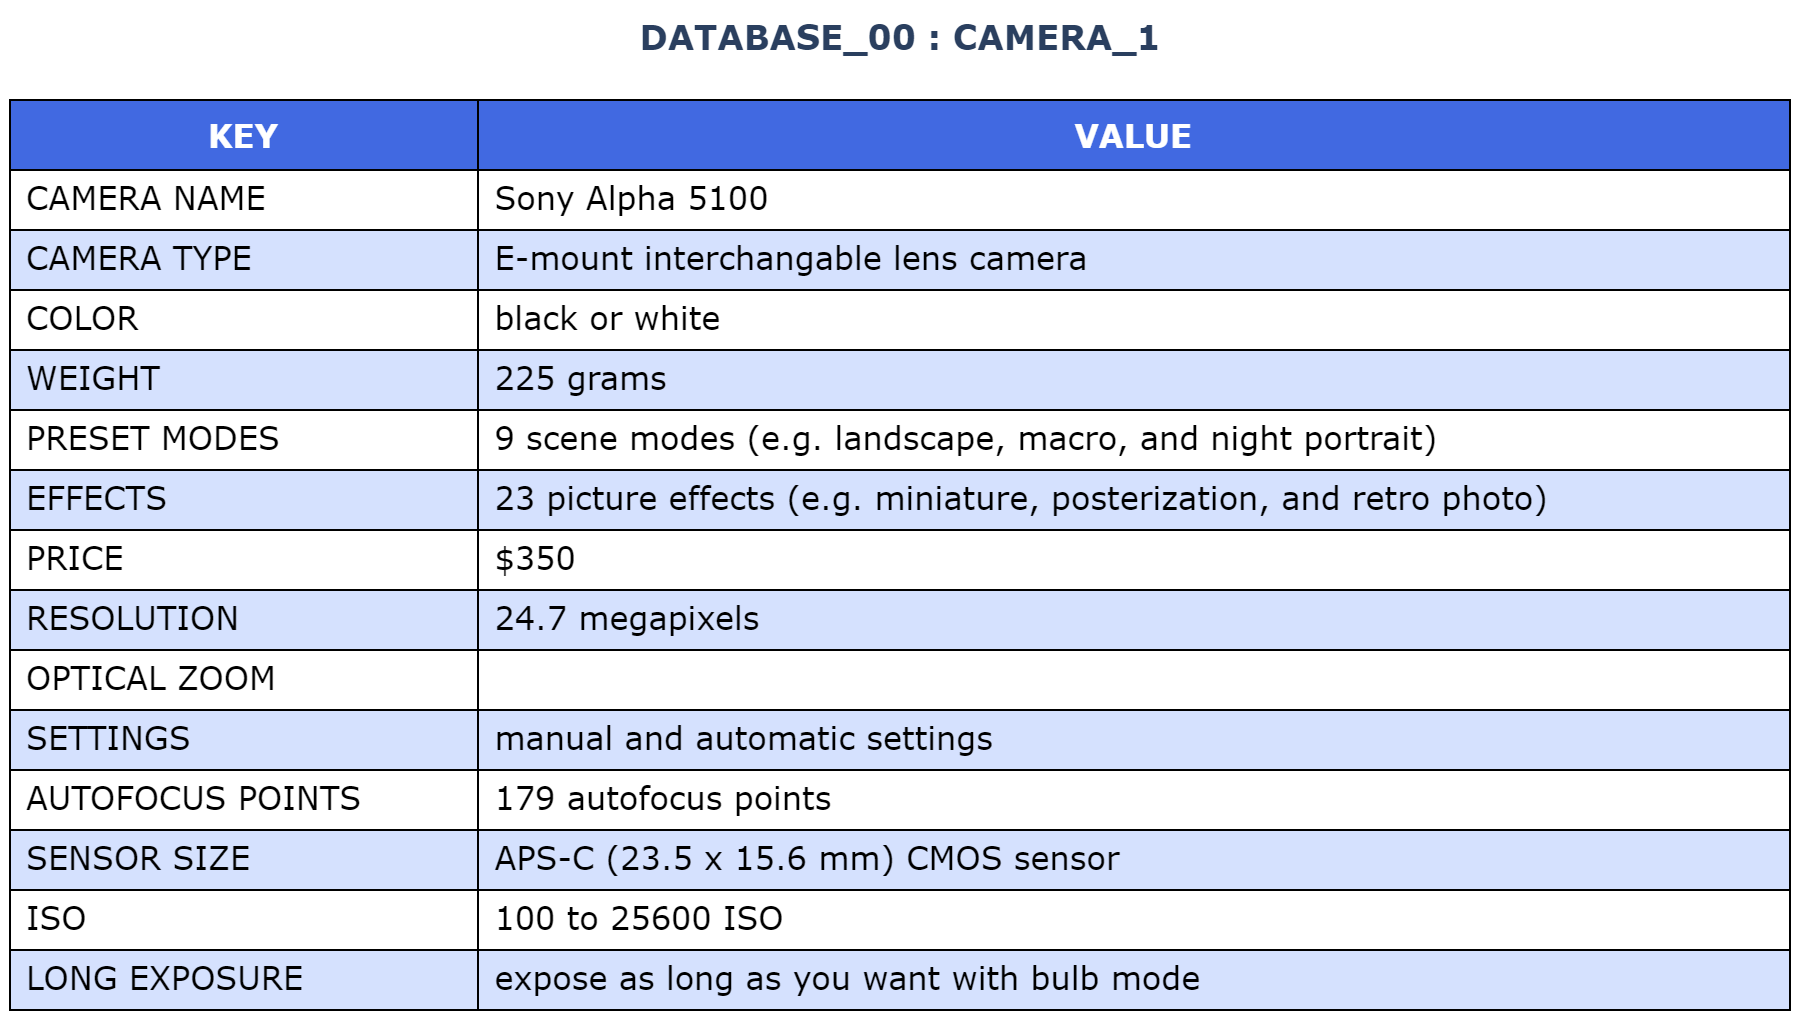 DATABASE_00 : CAMERA_1
KEY VALUE
CAMERA NAME Sony Alpha 5100
CAMERA TYPE E-mount interchangable lens camera
COLOR black or white
WEIGHT 225 grams
PRESET MODES 9 scene modes (e.g. landscape, macro, and night portrait)
EFFECTS 23 picture effects (e.g. miniature, posterization, and retro photo)
PRICE $350
RESOLUTION 24.7 megapixels
OPTICAL ZOOM
SETTINGS manual and automatic settings
AUTOFOCUS POINTS 179 autofocus points
SENSOR SIZE APS-C (23.5 x 15.6 mm) CMOS sensor
ISO 100 to 25600 ISO
LONG EXPOSURE expose as long as you want with bulb mode